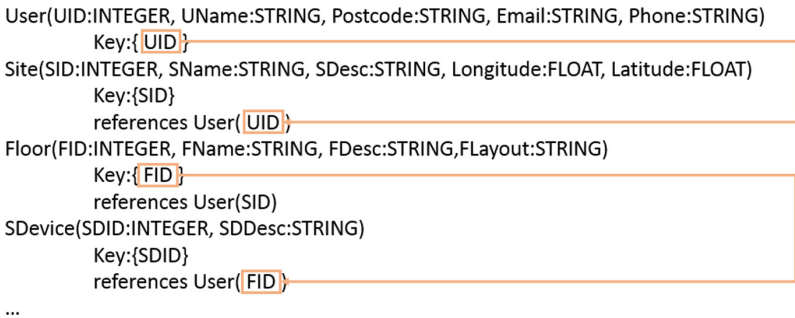 User(UID:INTEGER, UName:STRING, Postcode:STRING, Email:STRING, Phone:STRING)
Key:{UID}
Site(SID:INTEGER, SName:STRING, SDesc:STRING, Longitude:FLOAT, Latitude:FLOAT)
Key:{SID}
references User(UID)
Floor(FID:INTEGER, FName:STRING, FDesc:STRING,FLayout:STRING)
Key:{FID}
references User(SID)
SDevice(SDID:INTEGER, SDDesc:STRING)
Key:{SDID}
references User(FID)
...